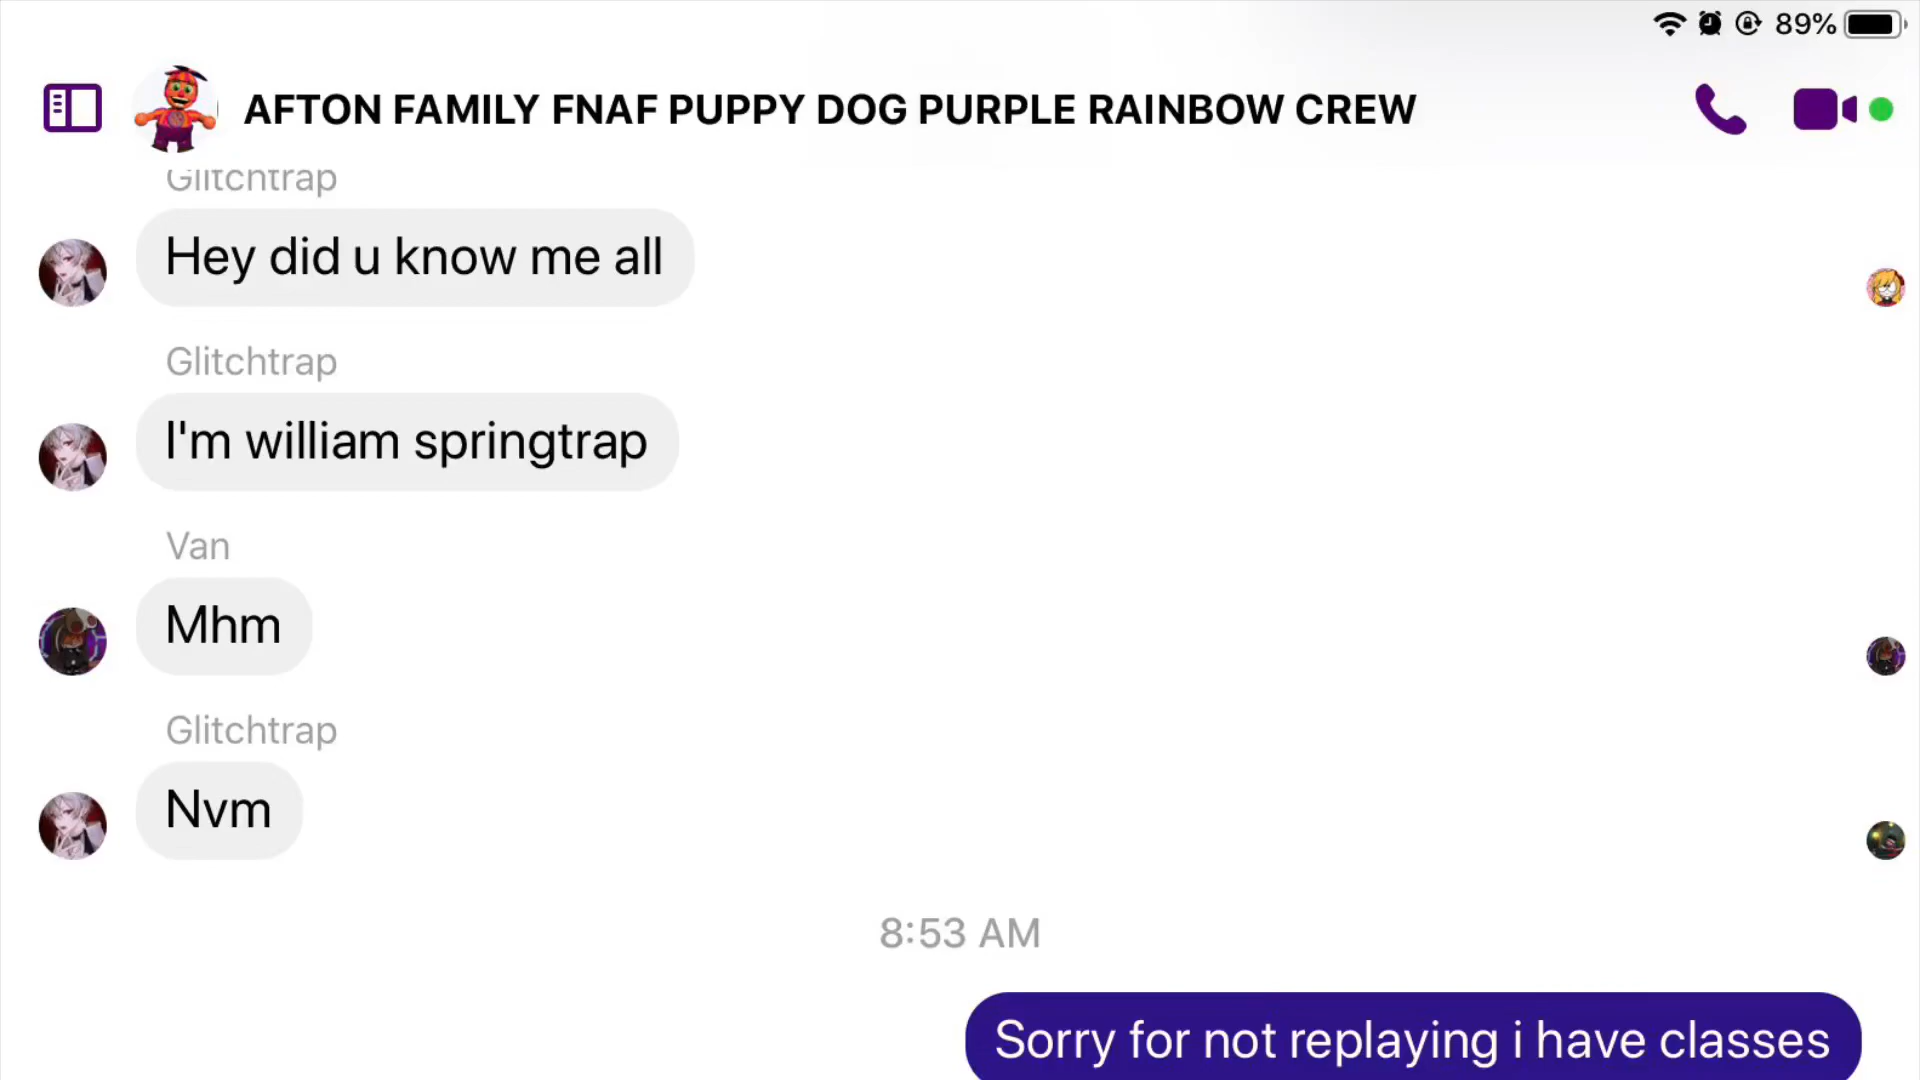 89%
AFTON FAMILY FNAF PUPPY DOG PURPLE RAINBOW CREW
Glitchtrap
Hey did u know me all
Glitchtrap
I'm william springtrap
Van
Mhm
Glitchtrap
Nvm
8:53 AM
Sorry for not replaying i have classes